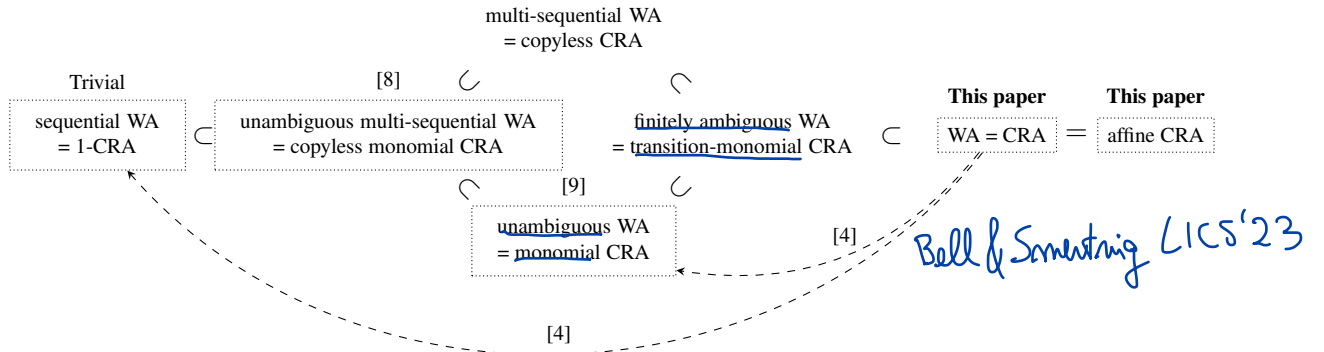 multi-sequential WA
= copyless CRA
Trivial
[8]
⊂
∩
This paper
This paper
sequential WA
= 1-CRA
⊂
unambiguous multi-sequential WA
= copyless monomial CRA
finitely ambiguous WA
= transition-monomial CRA
⊂
WA = CRA
=
affine CRA
∩
[9]
⊂
unambiguous WA
= monomial CRA
[4]
Bell & Smertnig LICS'23
[4]